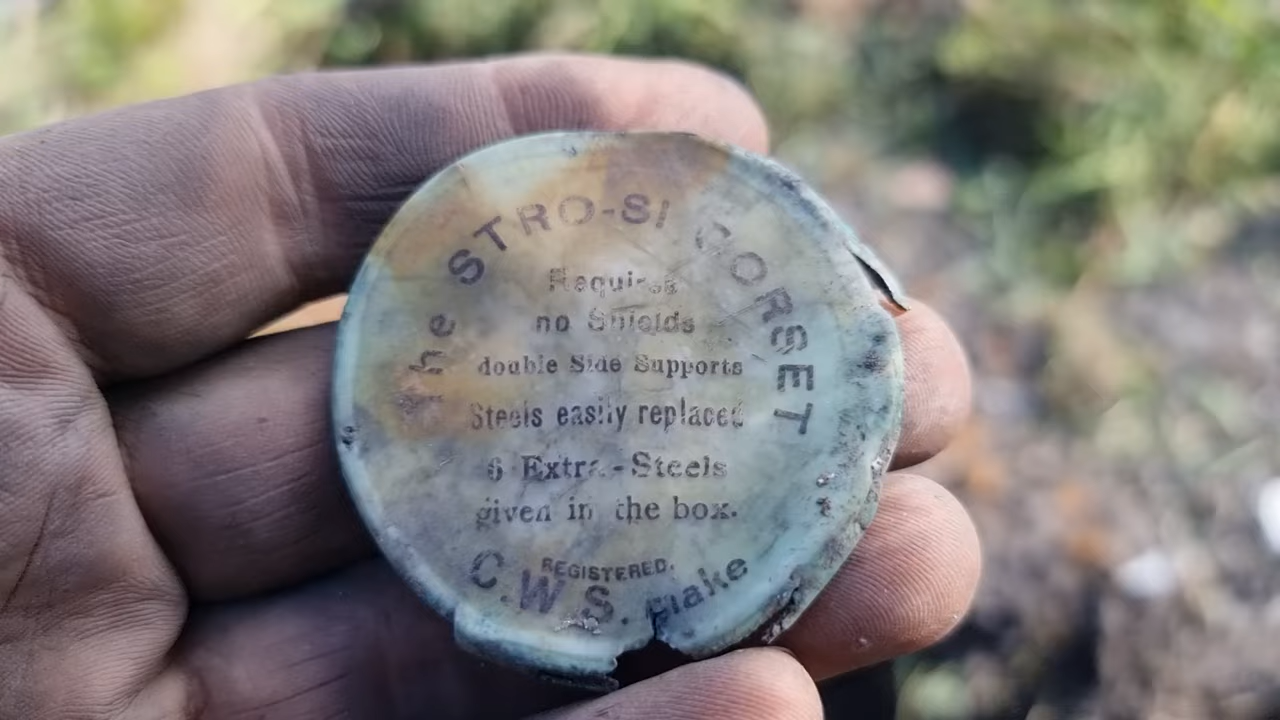 The STRO-SI CORSET
Requires
no Shields
double Side Supports
Steels easily replaced
6 Extra-Steels
given in the box.
REGISTERED.
C.W.S. Make